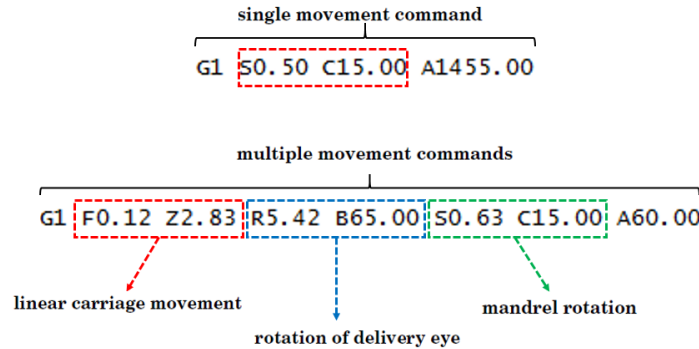 single movement command
G1 S0.50 C15.00 A1455.00
multiple movement commands
G1 F0.12 Z2.83 R5.42 B65.00 S0.63 C15.00 A60.00
linear carriage movement
mandrel rotation
rotation of delivery eye